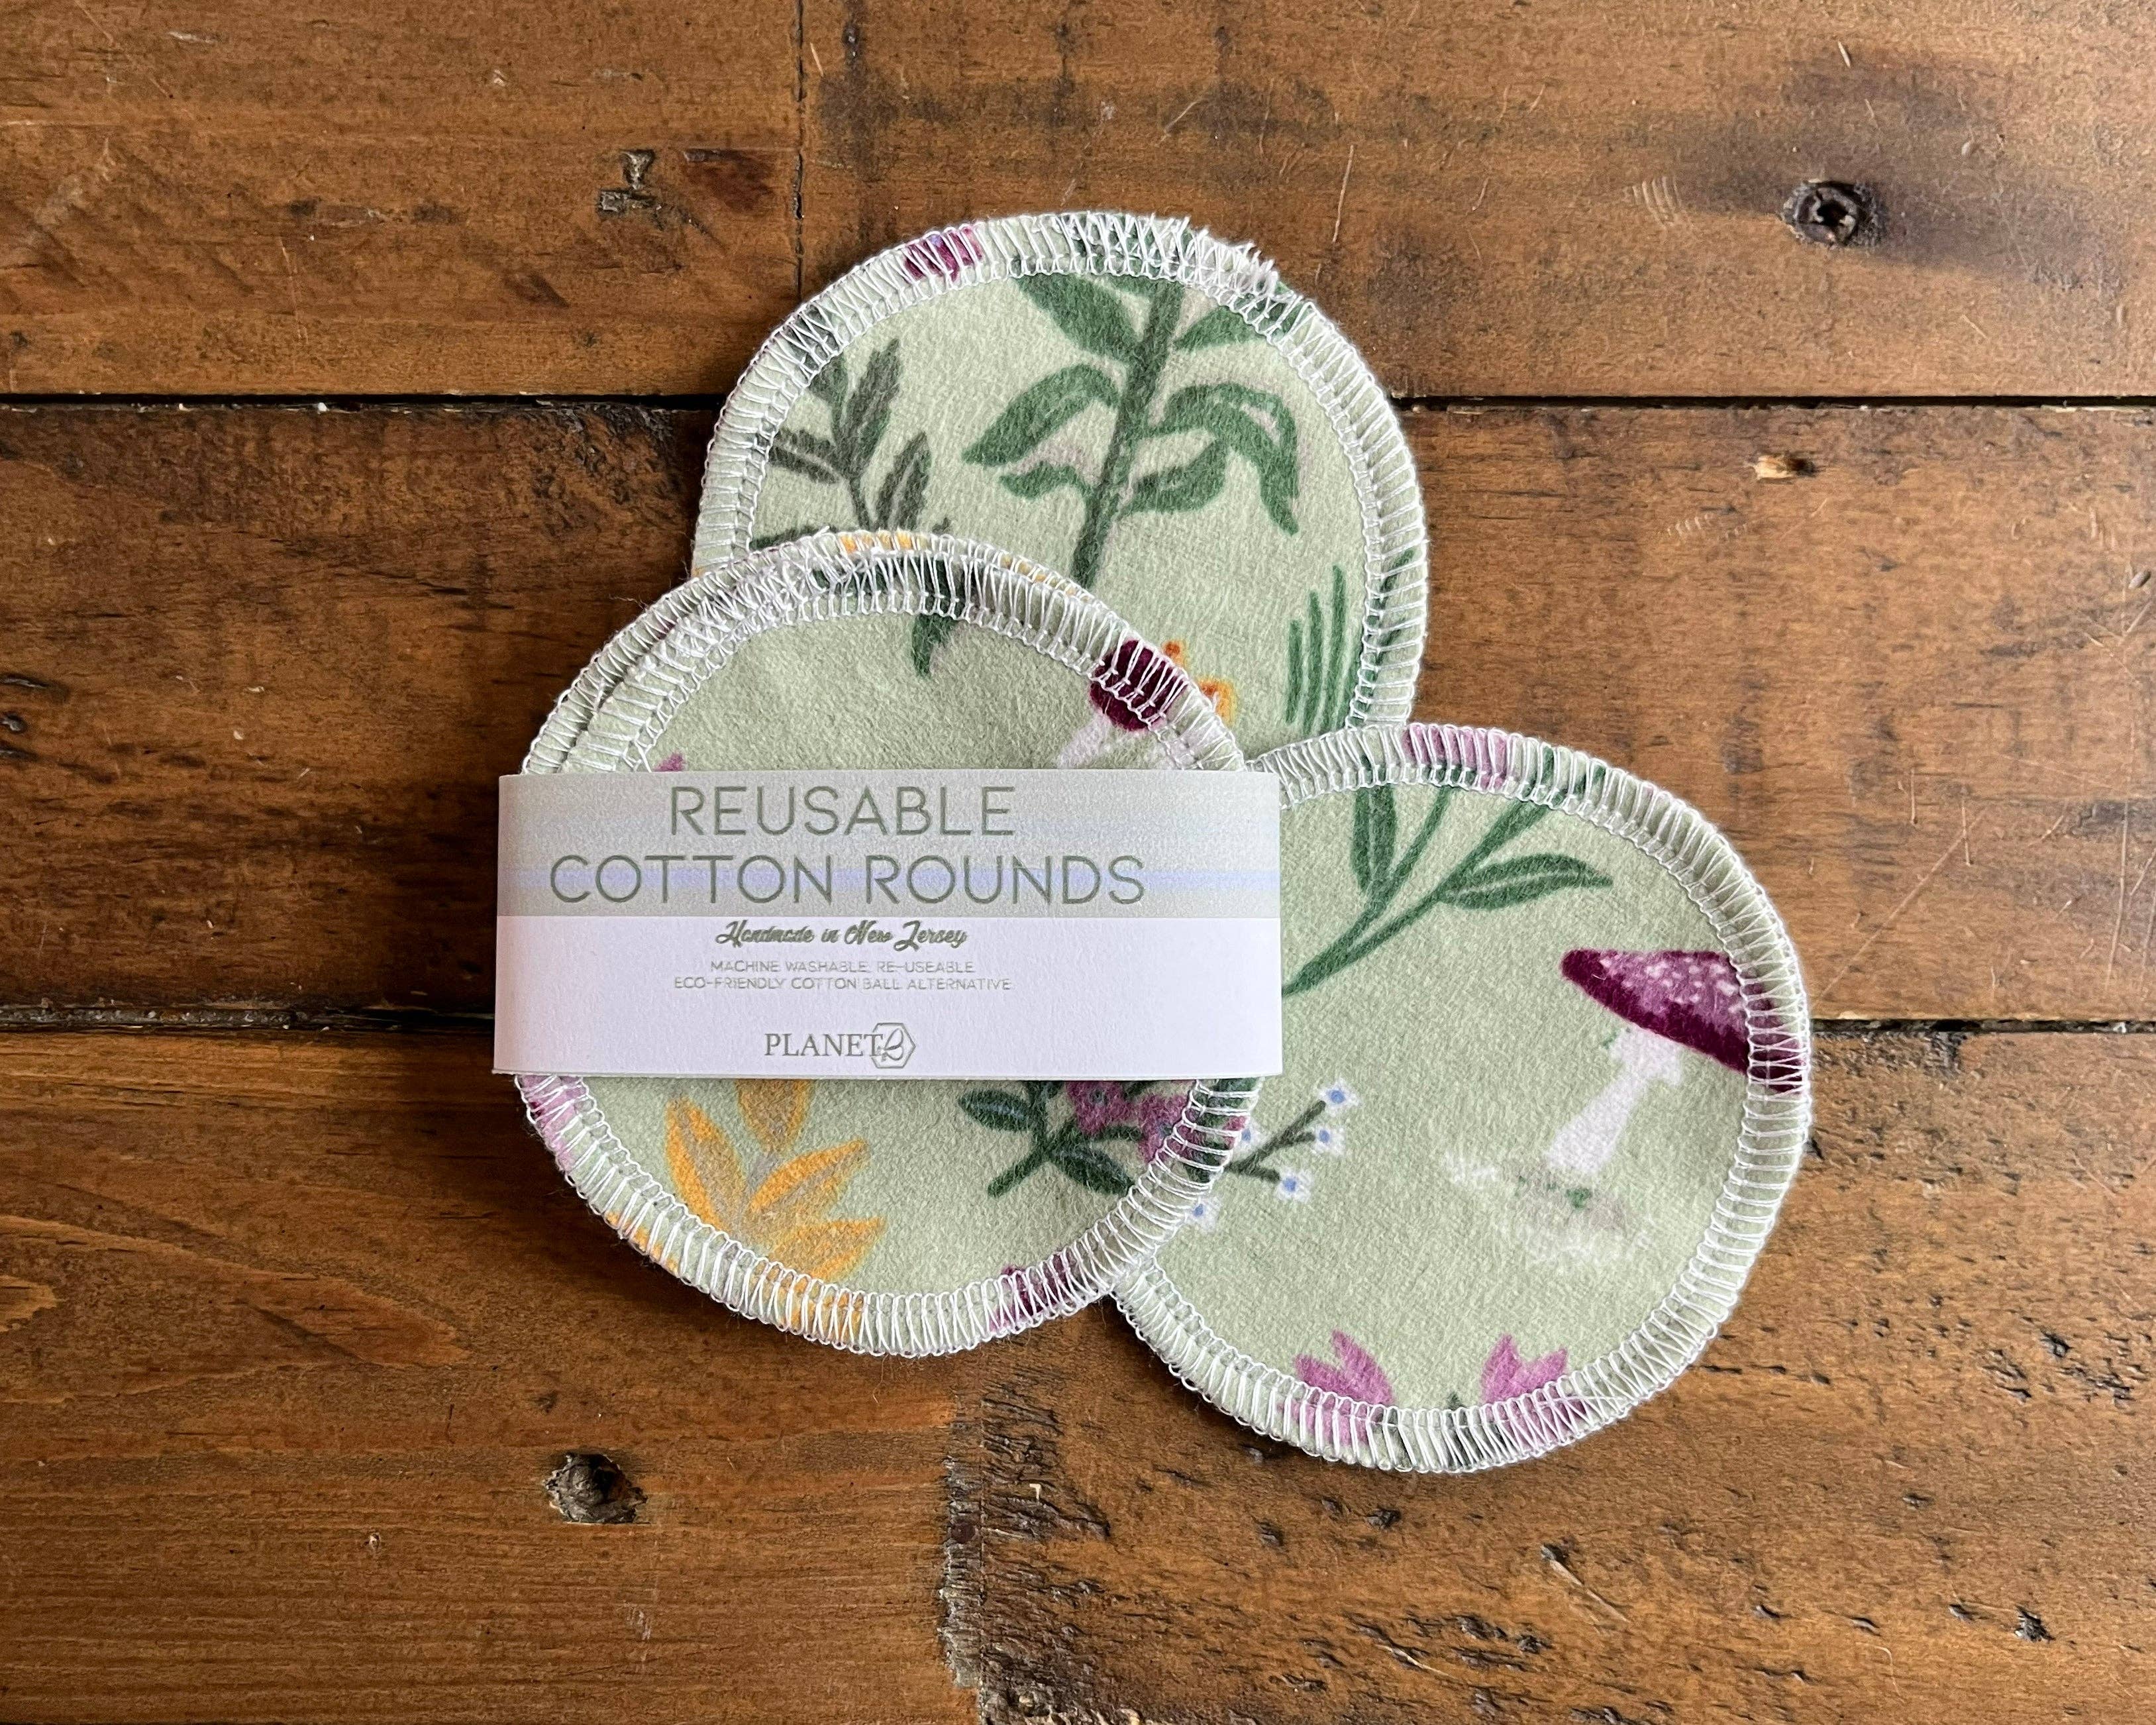 REUSABLE
COTTON ROUNDS
Handmade in New Jersey
MACHINE WASHABLE, RE-USEABLE
ECO-FRIENDLY COTTON BALL ALTERNATIVE
PLANET B